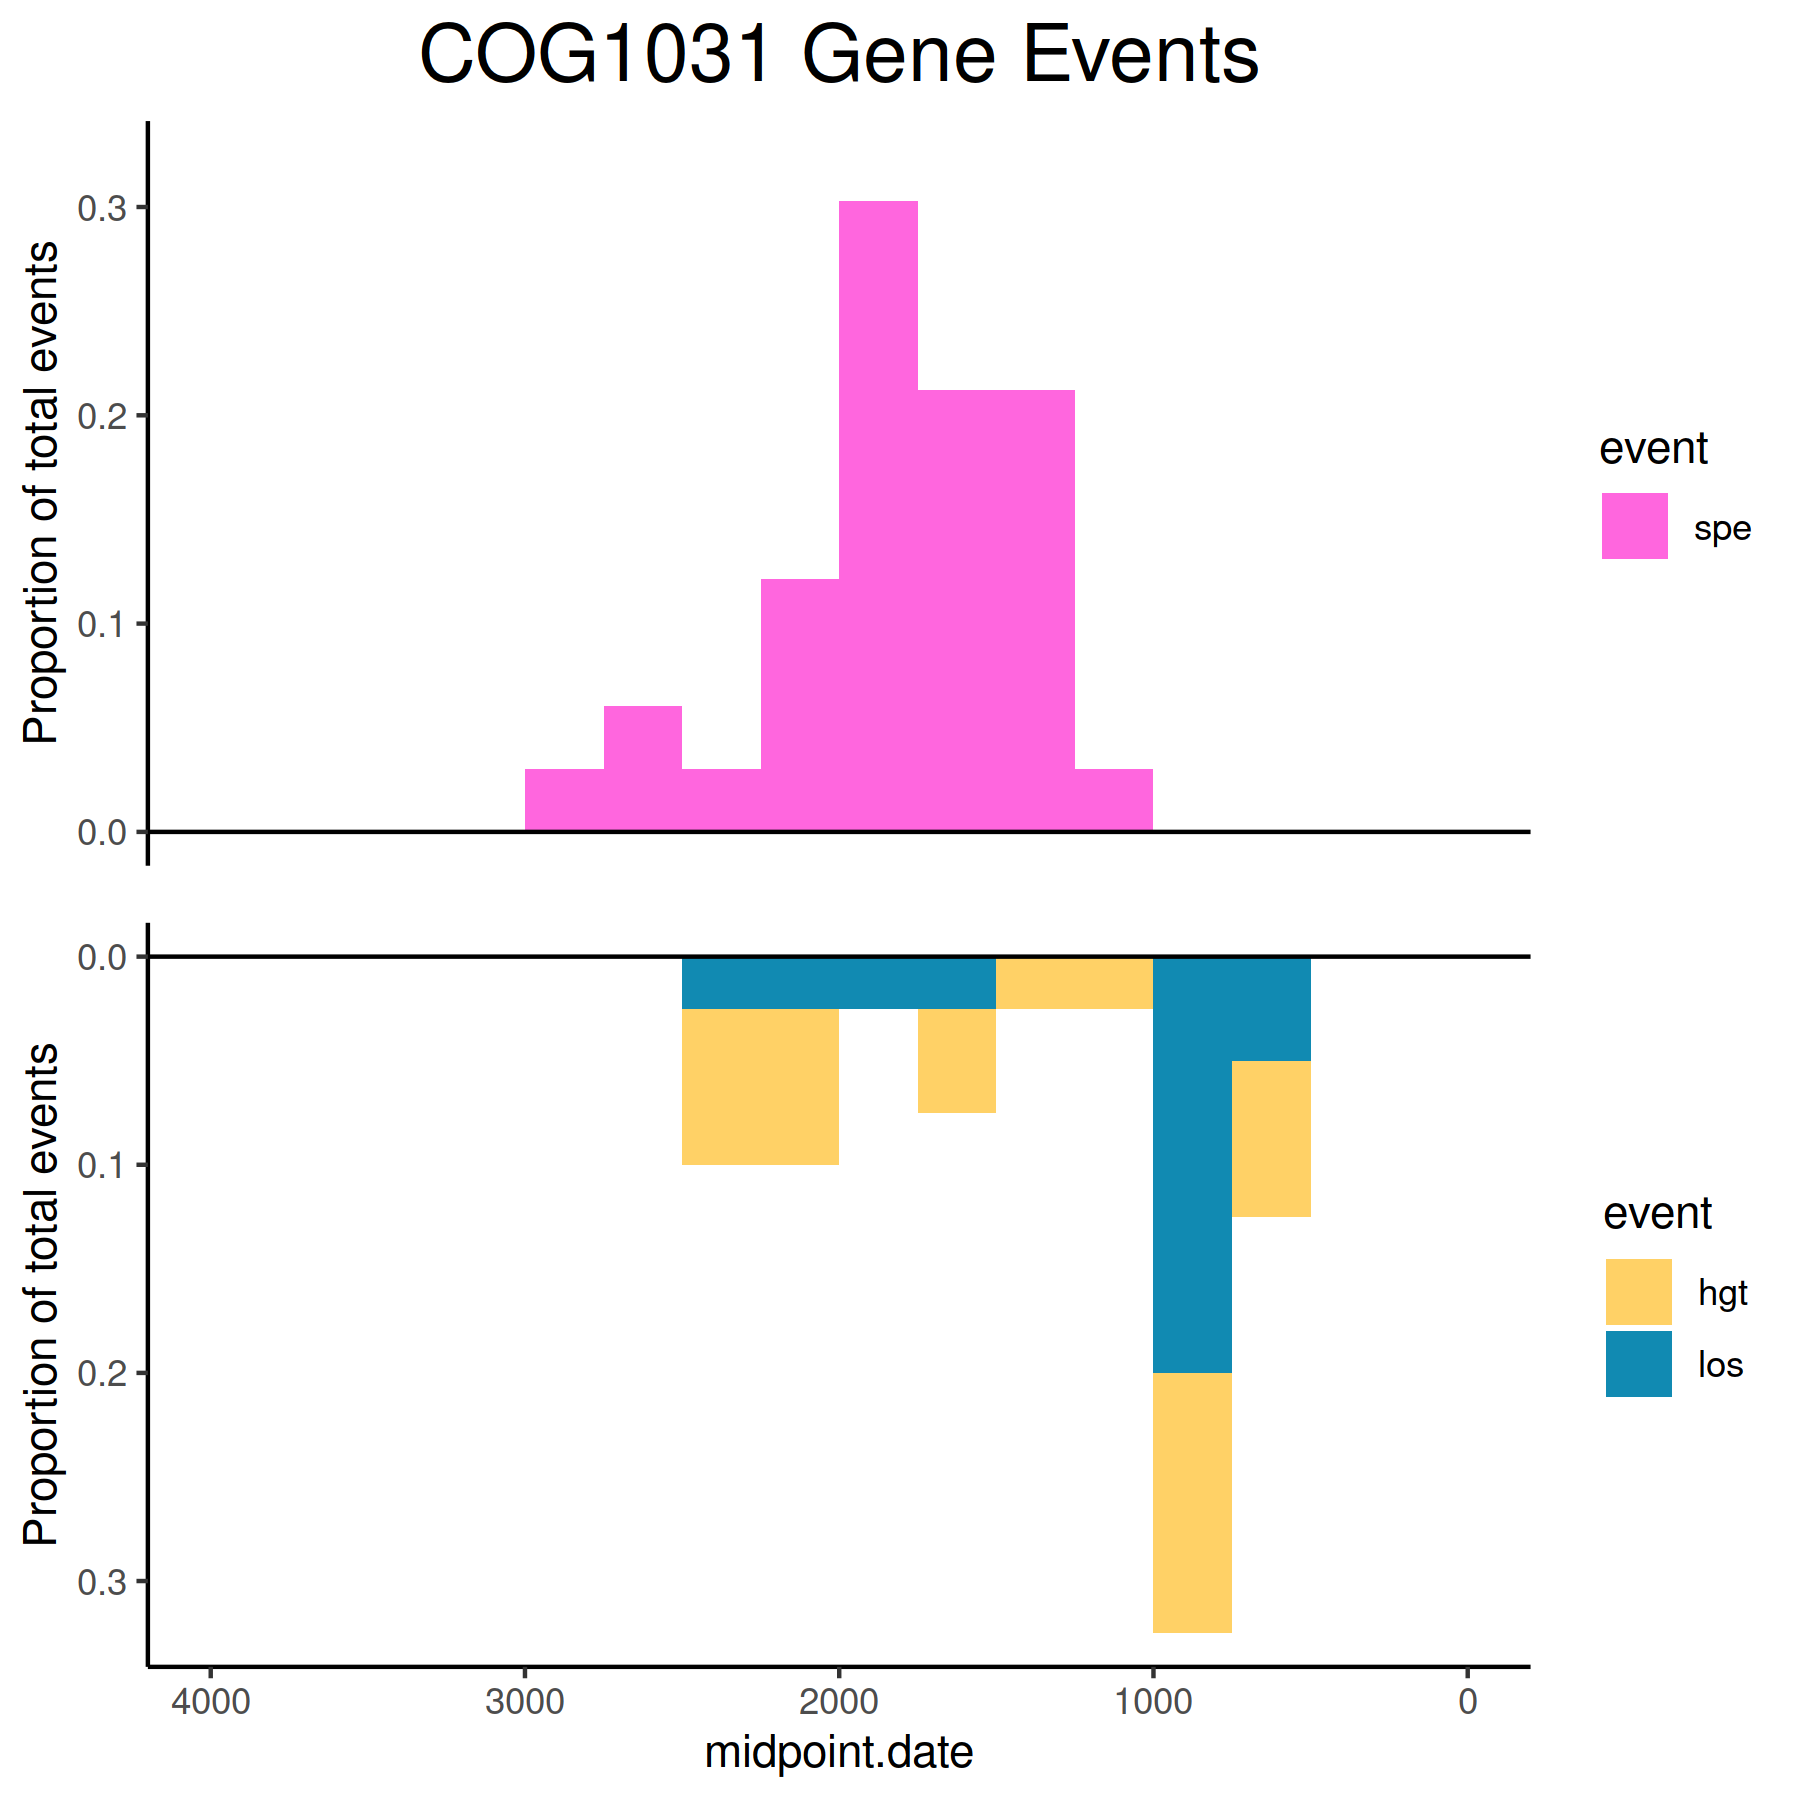 COG1031 Gene Events
Proportion of total events
0.3
0.2
0.1
0.0
event
spe
Proportion of total events
0.0
0.1
0.2
0.3
event
hgt
los
4000 3000 2000 1000 0
midpoint.date